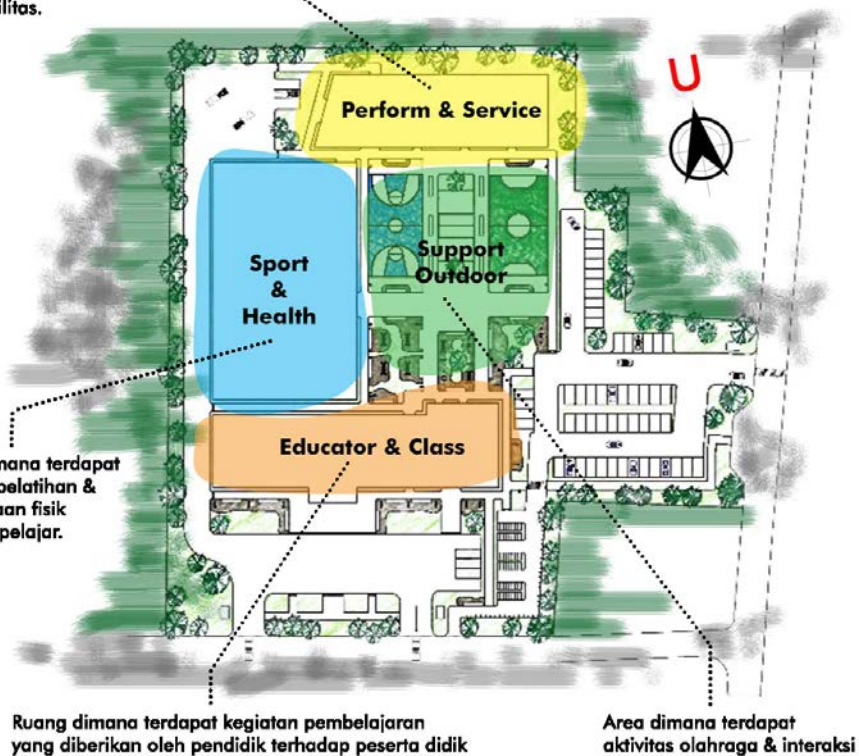 ilitas.
U
Perform & Service
Support
Outdoor
Sport
&
Health
Educator & Class
mana terdapat
pelatihan &
aan fisik
pelajar.
Ruang dimana terdapat kegiatan pembelajaran
yang diberikan oleh pendidik terhadap peserta didik
Area dimana terdapat
aktivitas olahraga & interaksi